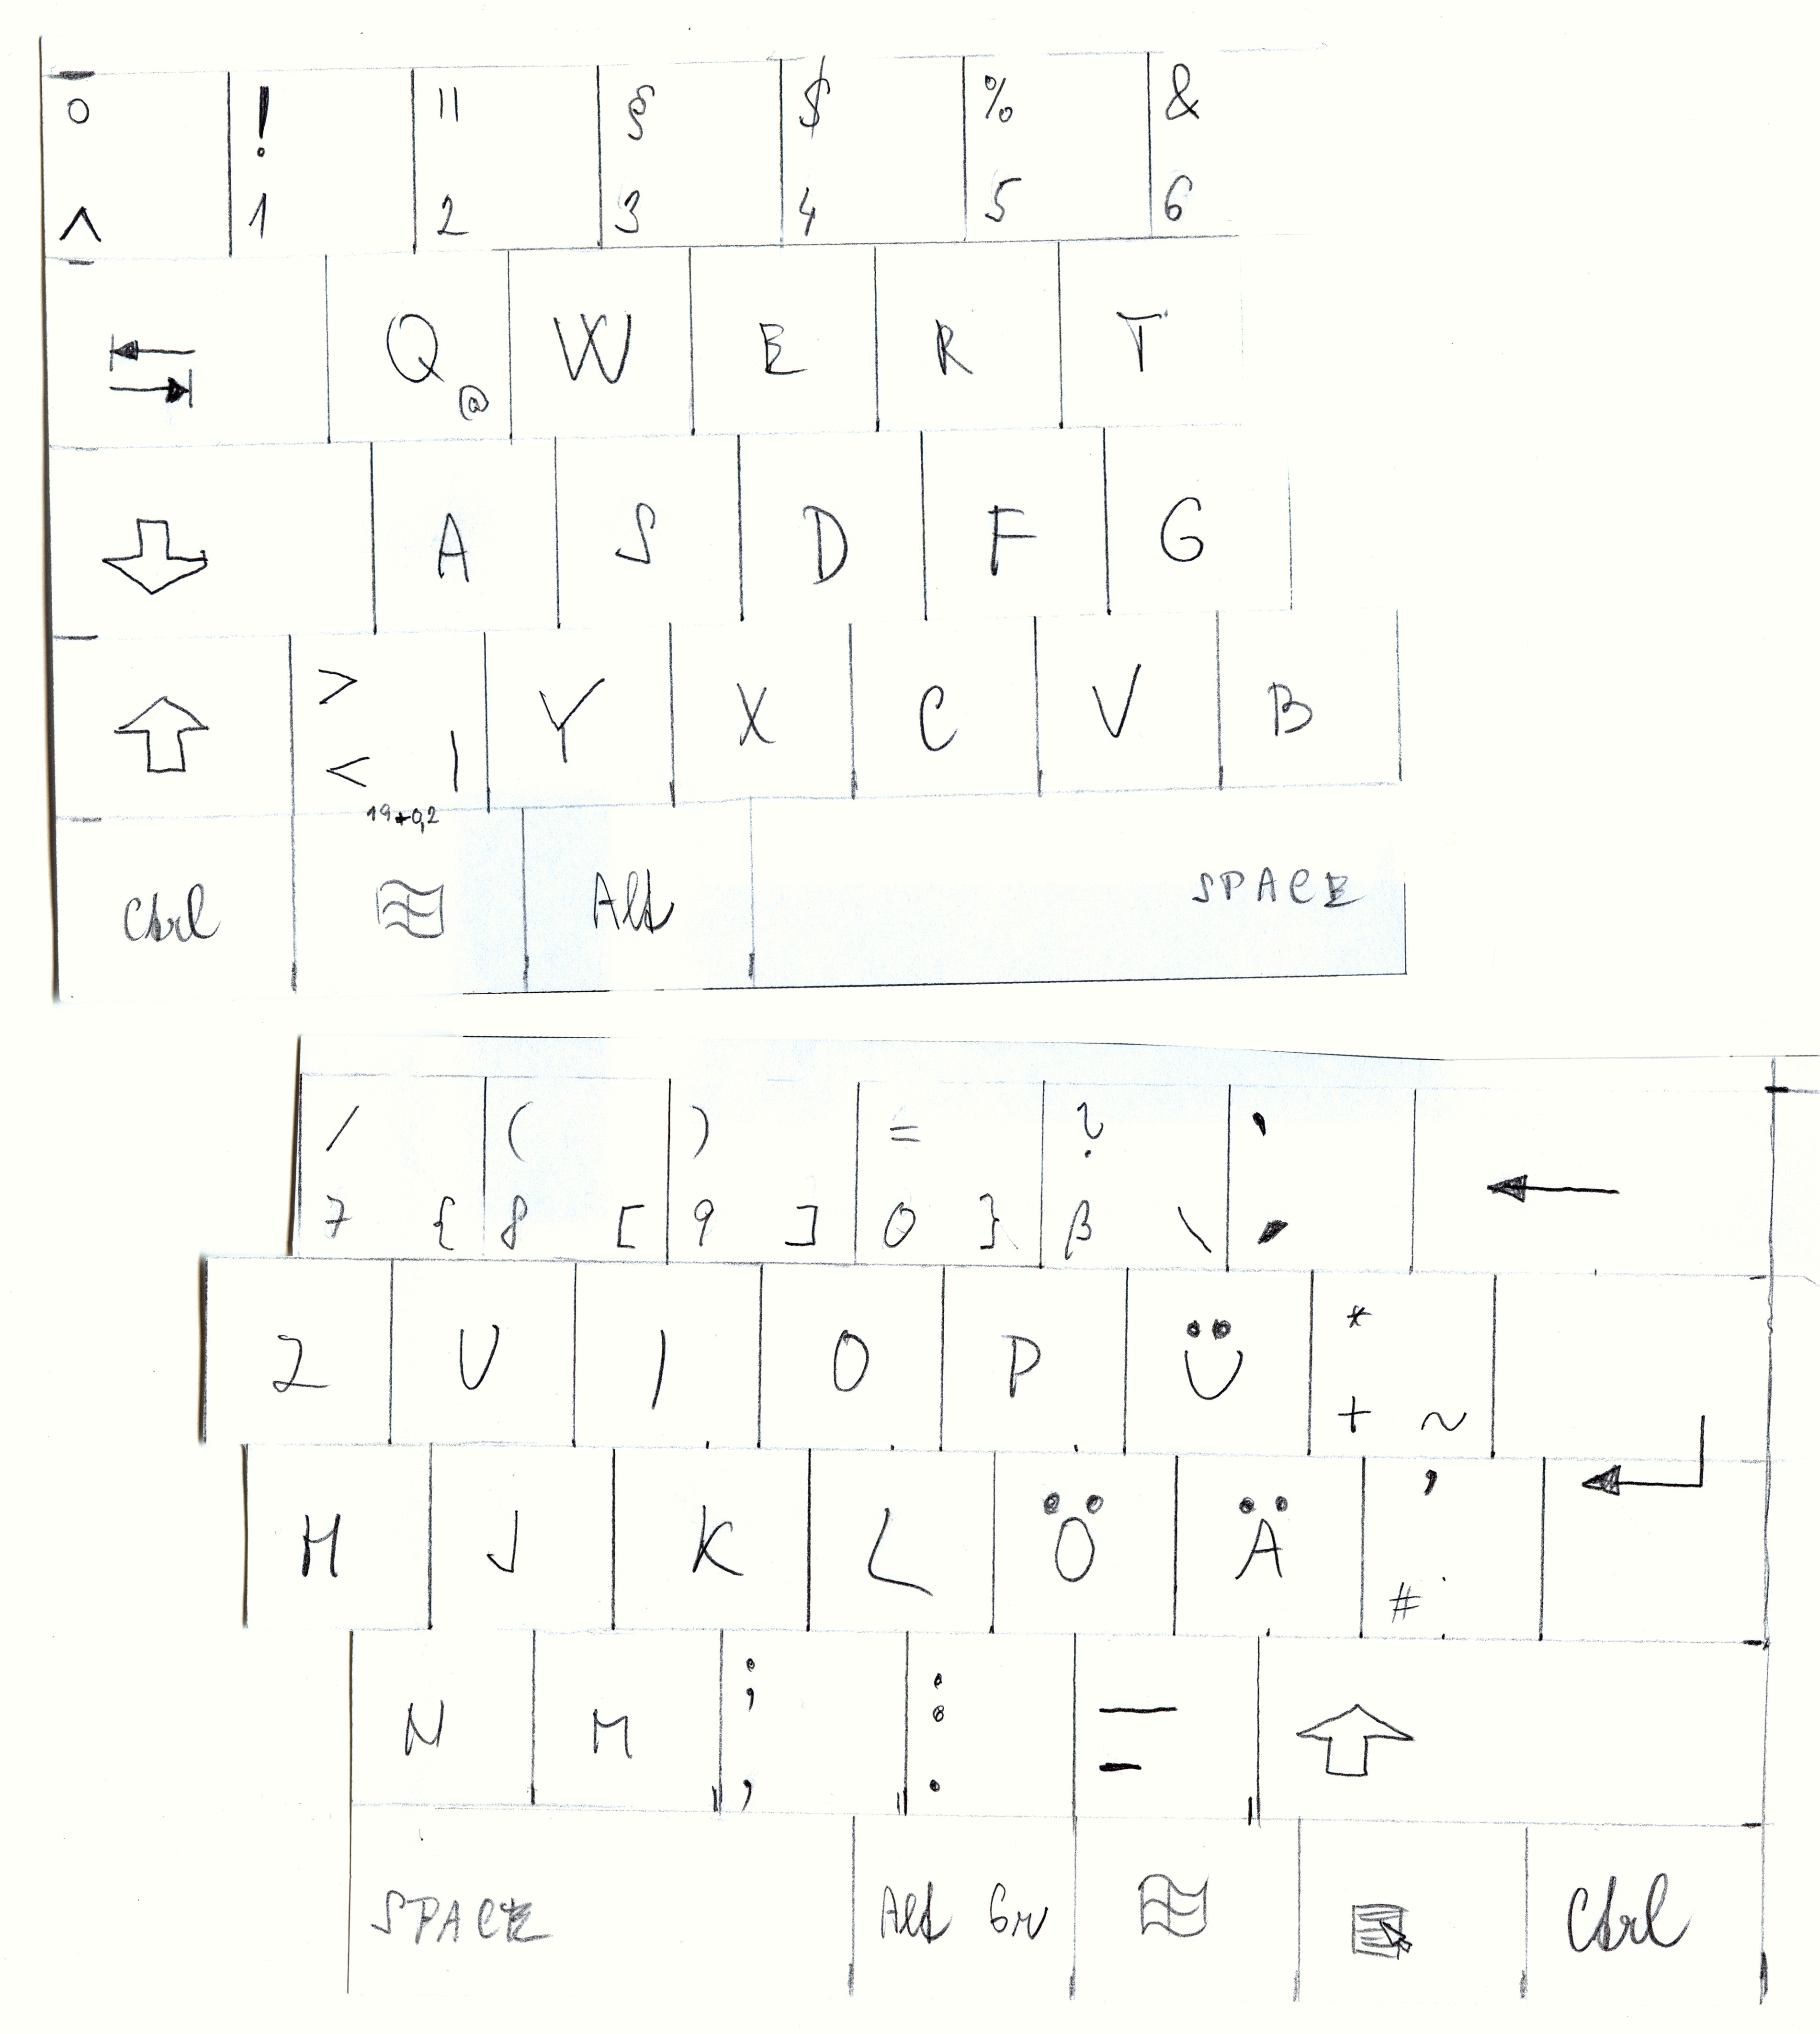 ° ! " § $ % &
^ 1 2 3 4 5 6
Q @ W E R T
A S D F G
>
< | Y X C V B
19+0,2
Ctrl Alt SPACE
/ ( ) = ? `
7 { 8 [ 9 ] 0 } ß \ ´
Z U I O P Ü *
+ ~
H J K L Ö Ä '
#
N M ; : _
, . -
SPACE Alt Gr Ctrl